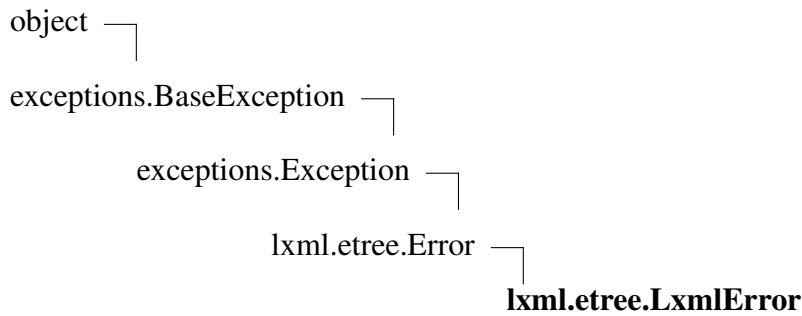 object
exceptions.BaseException
exceptions.Exception
lxml.etree.Error
lxml.etree.LxmlError